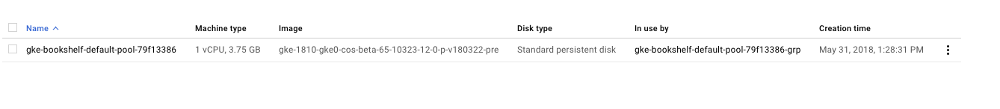 Name Machine type Image Disk type In use by Creation time
gke-bookshelf-default-pool-79f13386 1 vCPU, 3.75 GB gke-1810-gke0-cos-beta-65-10323-12-0-p-v180322-pre Standard persistent disk gke-bookshelf-default-pool-79f13386-grp May 31, 2018, 1:28:31 PM